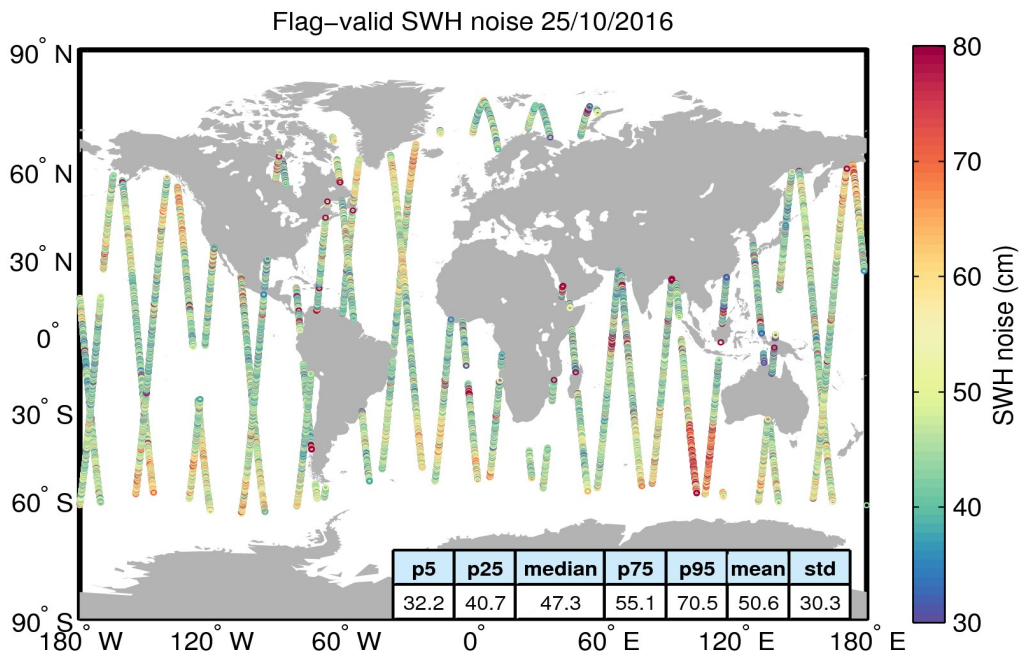 Flag−valid SWH noise 25/10/2016
90° N
60° N
30° N
0°
30° S
60° S
90° S
180° W 120° W 60° W 0° 60° E 120° E 180° E
p5 p25 median p75 p95 mean std
32.2 40.7 47.3 55.1 70.5 50.6 30.3
80
70
60
50
40
30
SWH noise (cm)